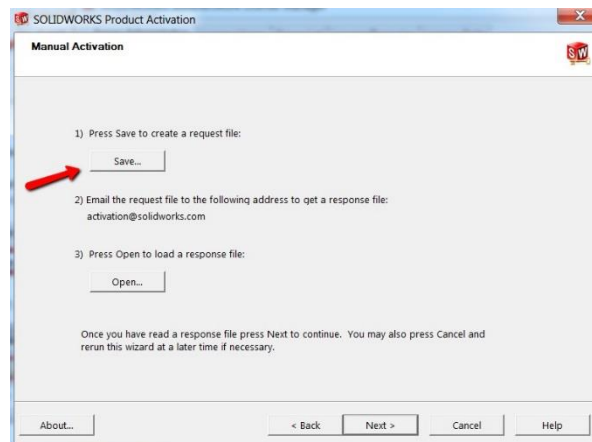 SOLIDWORKS Product Activation
Manual Activation
SW
1) Press Save to create a request file:
Save...
2) Email the request file to the following address to get a response file:
activation@solidworks.com
3) Press Open to load a response file:
Open...
Once you have read a response file press Next to continue. You may also press Cancel and
rerun this wizard at a later time if necessary.
About...
< Back
Next >
Cancel
Help